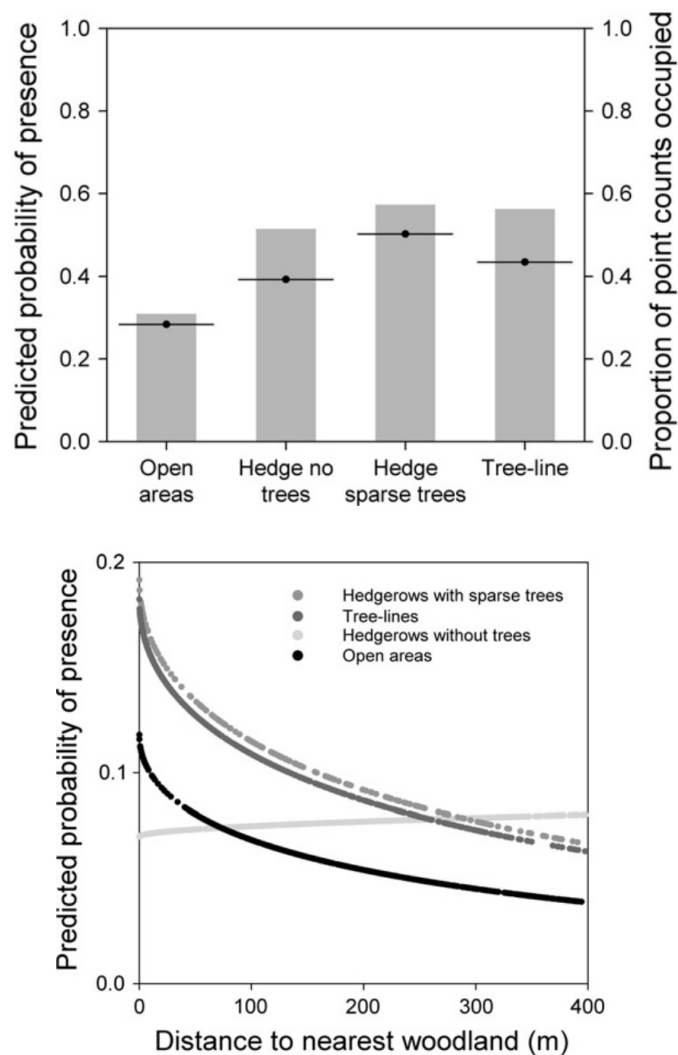 Predicted probability of presence
1.0
0.8
0.6
0.4
0.2
0.0
1.0
0.8
0.6
0.4
0.2
0.0
Proportion of point counts occupied
Open
areas
Hedge no
trees
Hedge
sparse trees
Tree-line
Predicted probability of presence
0.2
0.1
0.0
Hedgerows with sparse trees
Tree-lines
Hedgerows without trees
Open areas
0
100
200
300
400
Distance to nearest woodland (m)